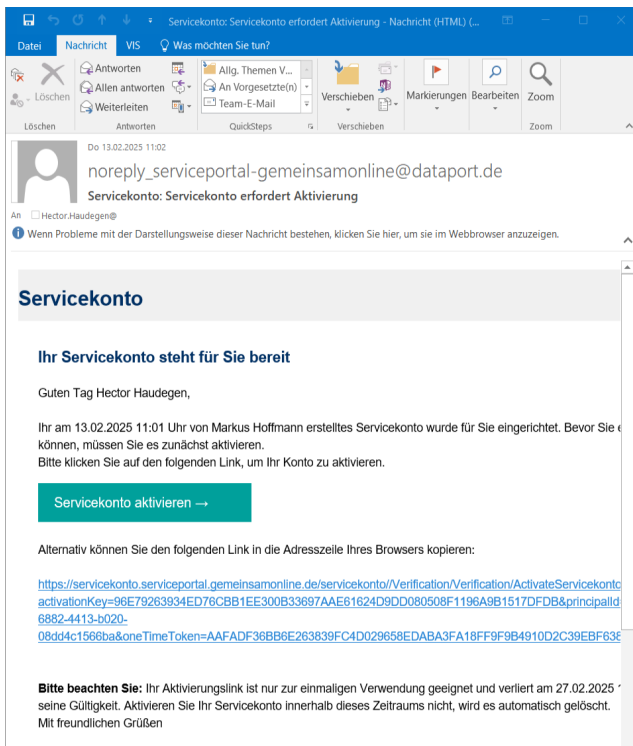 Servicekonto: Servicekonto erfordert Aktivierung - Nachricht (HTML) (...
Datei Nachricht VIS Was möchten Sie tun?
Löschen
Antworten
Allen antworten
Weiterleiten
Allg. Themen V...
An Vorgesetzte(n)
Team-E-Mail
Verschieben
Markierungen
Bearbeiten
Zoom
Löschen Antworten QuickSteps Verschieben Zoom
Do 13.02.2025 11:02
noreply_serviceportal-gemeinsamonline@dataport.de
Servicekonto: Servicekonto erfordert Aktivierung
An Hector.Haudegen@
Wenn Probleme mit der Darstellungsweise dieser Nachricht bestehen, klicken Sie hier, um sie im Webbrowser anzuzeigen.
Servicekonto
Ihr Servicekonto steht für Sie bereit
Guten Tag Hector Haudegen,
Ihr am 13.02.2025 11:01 Uhr von Markus Hoffmann erstelltes Servicekonto wurde für Sie eingerichtet. Bevor Sie
können, müssen Sie es zunächst aktivieren.
Bitte klicken Sie auf den folgenden Link, um Ihr Konto zu aktivieren.
Servicekonto aktivieren →
Alternativ können Sie den folgenden Link in die Adresszeile Ihres Browsers kopieren:
https://servicekonto.serviceportal.gemeinsamonline.de/servicekonto//Verification/Verification/ActivateServicekonto
activationKey=96E79263934ED76CBB1EE300B33697AAE61624D9DD080508F1196A9B1517DFDB&principalId
6882-4413-b020-
08dd4c1566ba&oneTimeToken=AAFADF36BB6E263839FC4D029658EDABA3FA18FF9F9B4910D2C39EBF638
Bitte beachten Sie: Ihr Aktivierungslink ist nur zur einmaligen Verwendung geeignet und verliert am 27.02.2025
seine Gültigkeit. Aktivieren Sie Ihr Servicekonto innerhalb dieses Zeitraums nicht, wird es automatisch gelöscht.
Mit freundlichen Grüßen